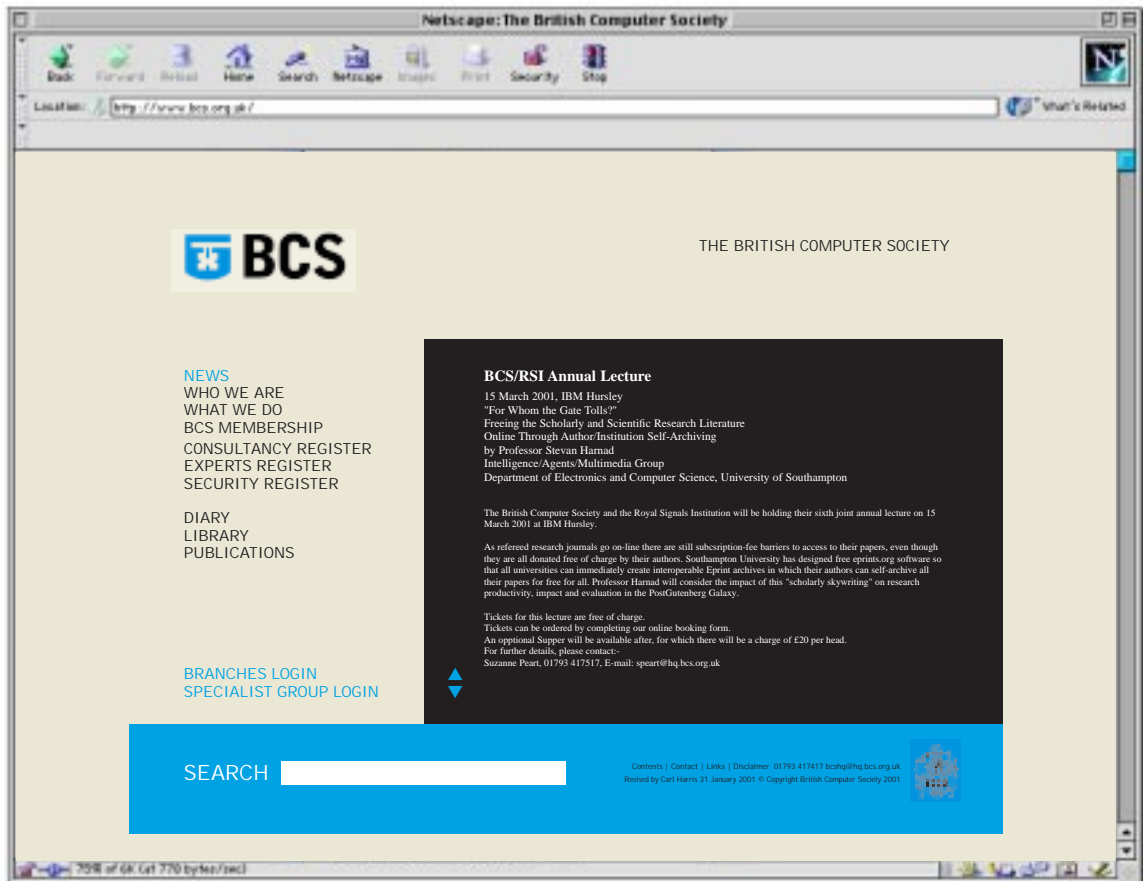 Netscape: The British Computer Society
Back Forward Reload Home Search Netscape Images Print Security Stop
Location: http://www.bcs.org.uk/ What's Related
BCS
THE BRITISH COMPUTER SOCIETY
NEWS
WHO WE ARE
WHAT WE DO
BCS MEMBERSHIP
CONSULTANCY REGISTER
EXPERTS REGISTER
SECURITY REGISTER
DIARY
LIBRARY
PUBLICATIONS
BRANCHES LOGIN
SPECIALIST GROUP LOGIN
BCS/RSI Annual Lecture
15 March 2001, IBM Hursley
"For Whom the Gate Tolls?"
Freeing the Scholarly and Scientific Research Literature
Online Through Author/Institution Self-Archiving
by Professor Stevan Harnad
Intelligence/Agents/Multimedia Group
Department of Electronics and Computer Science, University of Southampton
The British Computer Society and the Royal Signals Institution will be holding their sixth joint annual lecture on 15
March 2001 at IBM Hursley.
As refereed research journals go on-line there are still subcsription-fee barriers to access to their papers, even though
they are all donated free of charge by their authors. Southampton University has designed free eprints.org software so
that all universities can immediately create interoperable Eprint archives in which their authors can self-archive all
their papers for free for all. Professor Harnad will consider the impact of this "scholarly skywriting" on research
productivity, impact and evaluation in the PostGutenberg Galaxy.
Tickets for this lecture are free of charge.
Tickets can be ordered by completing our online booking form.
An opptional Supper will be available after, for which there will be a charge of £20 per head.
For further details, please contact:-
Suzanne Peart, 01793 417517, E-mail: speart@hq.bcs.org.uk
SEARCH
Contents | Contact | Links | Disclaimer 01793 417417 bcshq@hq.bcs.org.uk
Revised by Carl Harris 31 January 2001 © Copyright British Computer Society 2001
75% of 6K (at 770 bytes/sec)